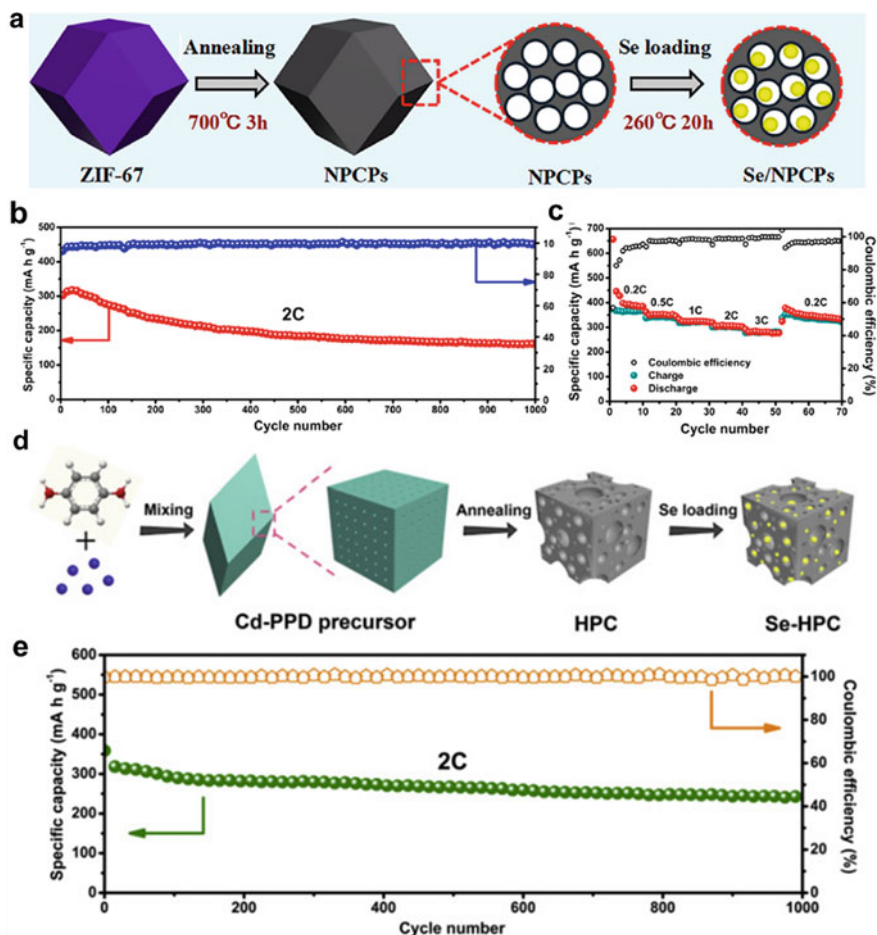 a
Annealing
Se loading
700℃ 3h
260℃ 20h
ZIF-67
NPCPs
NPCPs
Se/NPCPs
b
Specific capacity (mA h g⁻¹)
450
400
300
200
100
0
2C
100
80
60
40
20
0
0 100 200 300 400 500 600 700 800 900 1000
Cycle number
c
Specific capacity (mA h g⁻¹)
700
600
500
400
300
200
100
0
0.2C
0.5C
1C
2C
3C
0.2C
Coulombic efficiency
Charge
Discharge
100
80
60
40
20
0
Coulombic efficiency (%)
0 10 20 30 40 50 60 70
Cycle number
d
+
Mixing
Annealing
Se loading
Cd-PPD precursor
HPC
Se-HPC
e
Specific capacity (mA h g⁻¹)
600
500
400
300
200
100
0
2C
100
80
60
40
20
0
Coulombic efficiency (%)
0 200 400 600 800 1000
Cycle number